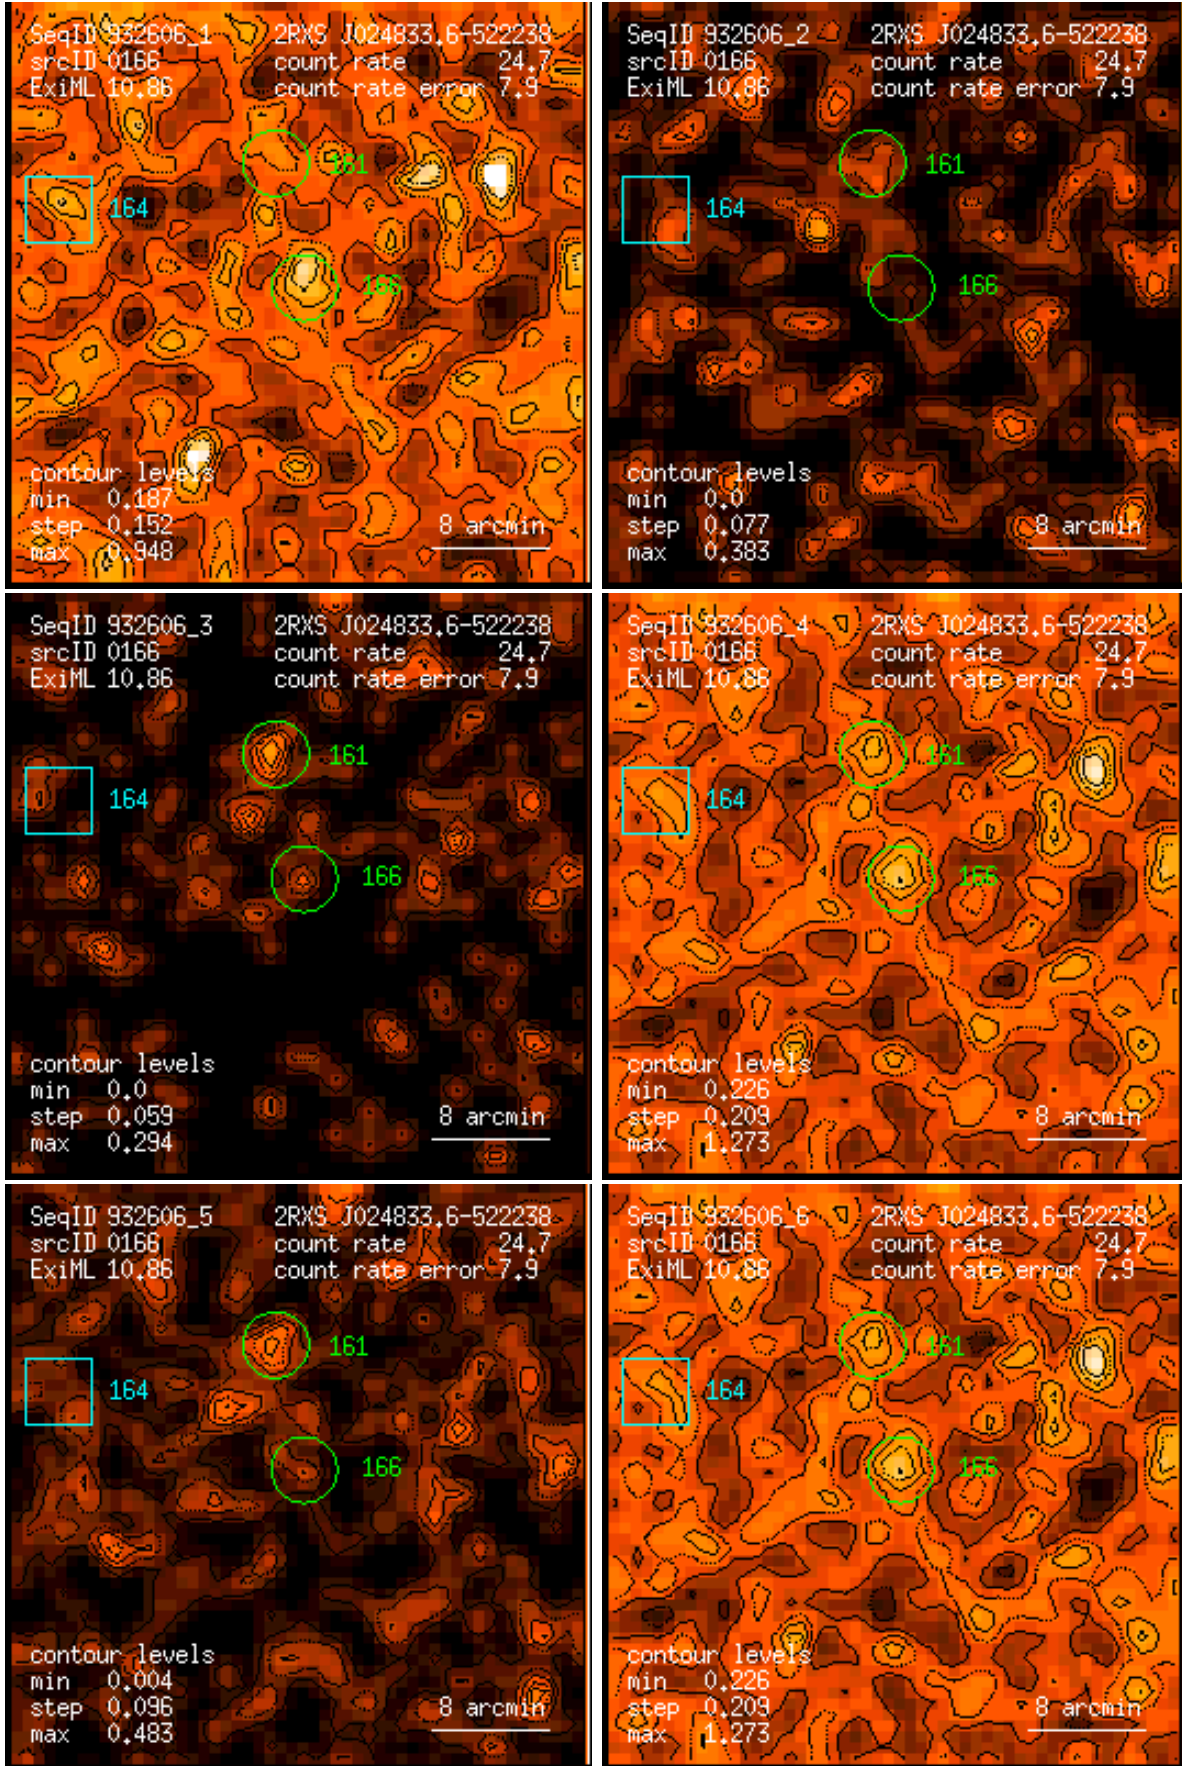 SeqID 932606_1 2RXS J024833.6-522238
srcID 0166 count rate 24.7
ExiML 10.86 count rate error 7.9
161
164
166
contour levels
min 0.187
step 0.152 8 arcmin
max 0.948
SeqID 932606_2 2RXS J024833.6-522238
srcID 0166 count rate 24.7
ExiML 10.86 count rate error 7.9
161
164
166
contour levels
min 0.0
step 0.077 8 arcmin
max 0.383
SeqID 932606_3 2RXS J024833.6-522238
srcID 0166 count rate 24.7
ExiML 10.86 count rate error 7.9
161
164
166
contour levels
min 0.0
step 0.059 8 arcmin
max 0.294
SeqID 932606_4 2RXS J024833.6-522238
srcID 0166 count rate 24.7
ExiML 10.86 count rate error 7.9
161
164
166
contour levels
min 0.226
step 0.209 8 arcmin
max 1.273
SeqID 932606_5 2RXS J024833.6-522238
srcID 0166 count rate 24.7
ExiML 10.86 count rate error 7.9
161
164
166
contour levels
min 0.004
step 0.096 8 arcmin
max 0.483
SeqID 932606_6 2RXS J024833.6-522238
srcID 0166 count rate 24.7
ExiML 10.86 count rate error 7.9
161
164
166
contour levels
min 0.226
step 0.209 8 arcmin
max 1.273